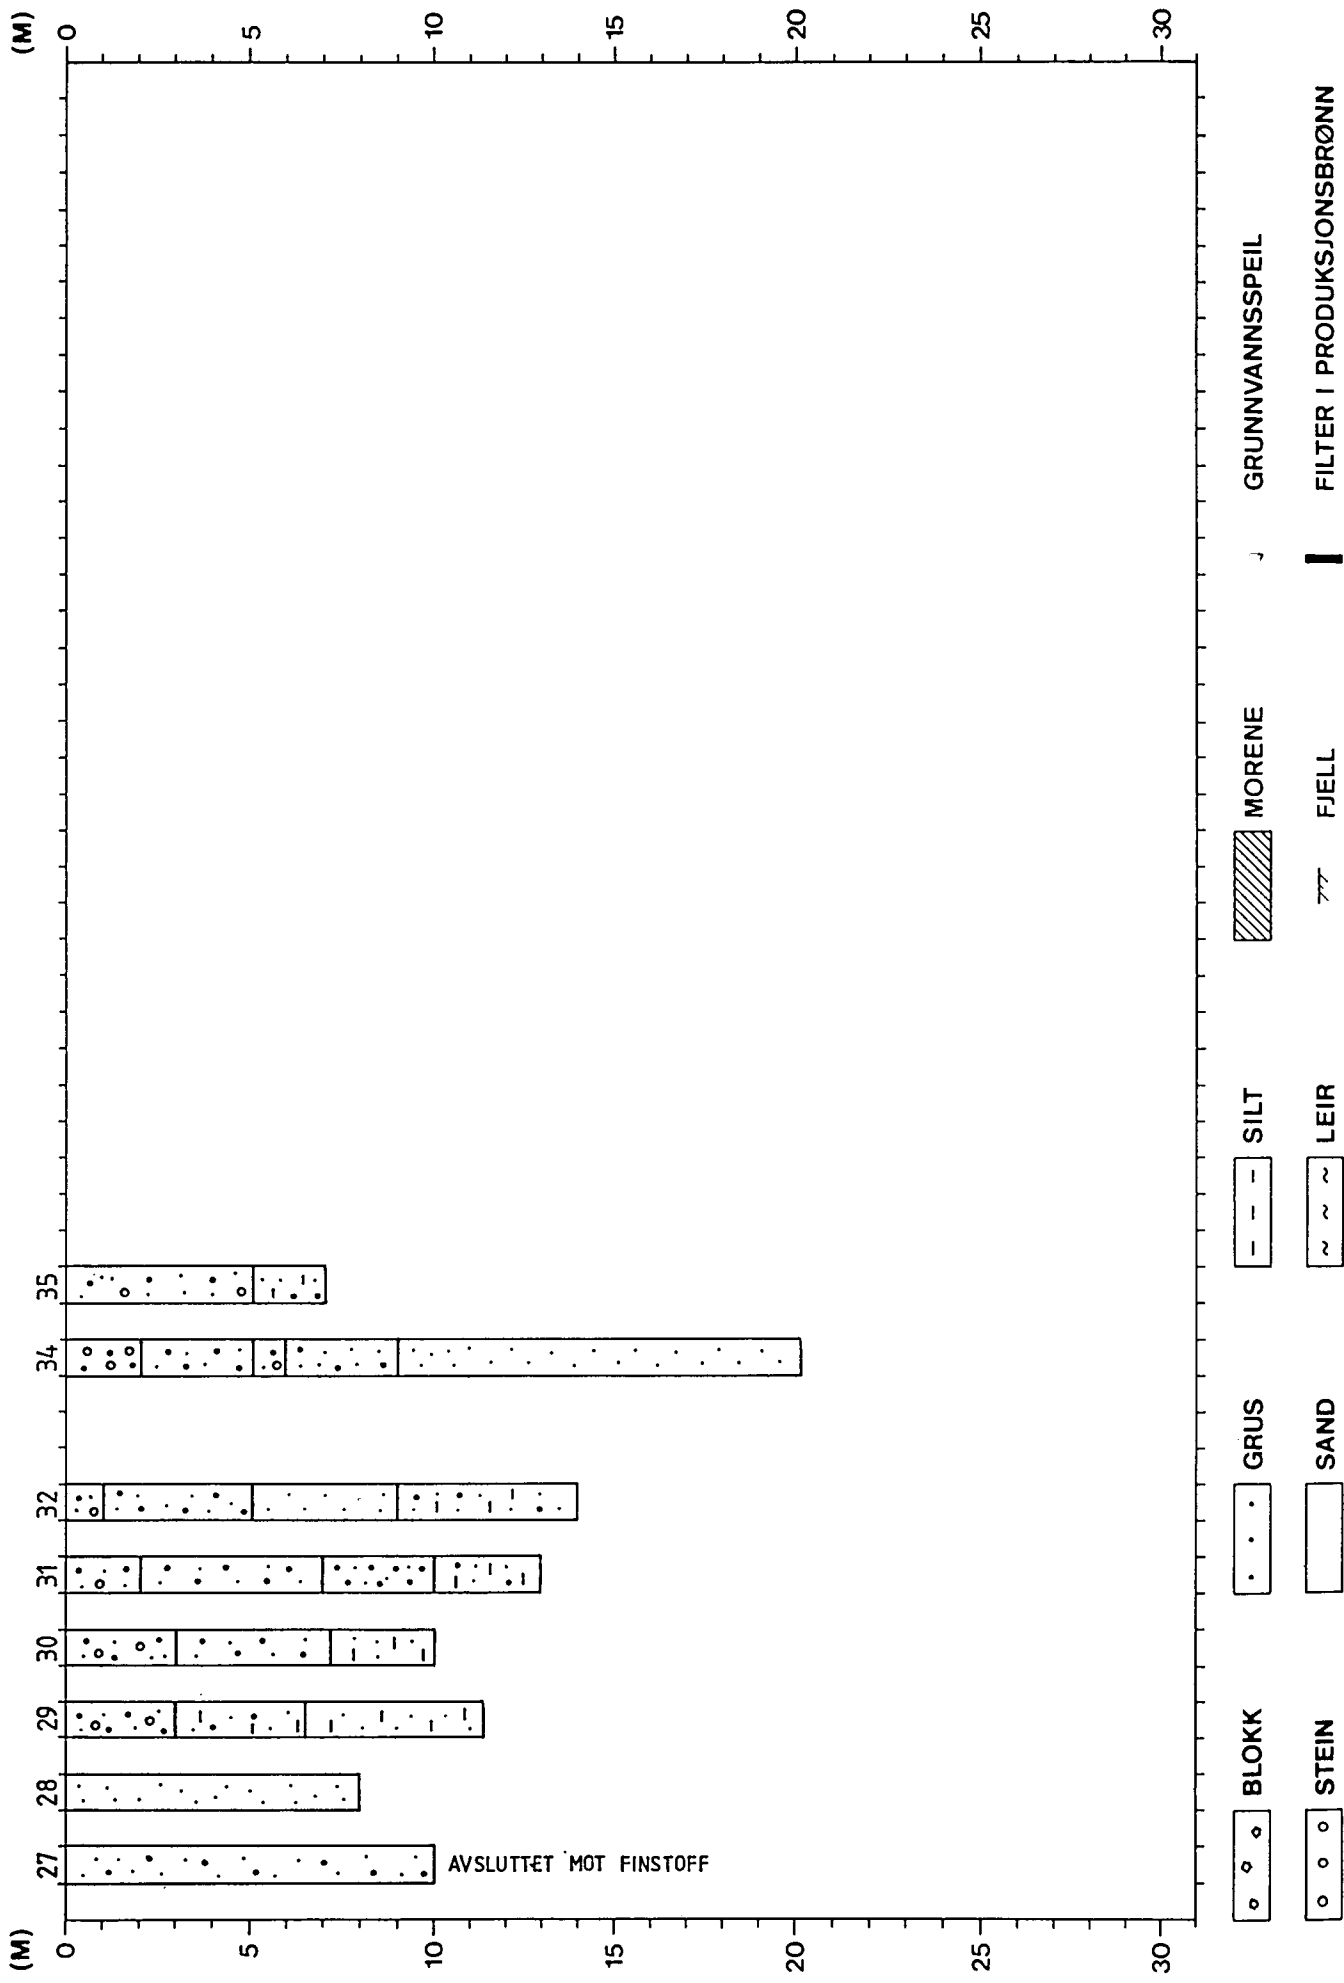 (M) 27 28 29 30 31 32 34 35 (M)
0 0
5 5
10 AVSLUTTET MOT FINSTOFF 10
15 15
20 20
25 25
30 30
BLOKK GRUS SILT MORENE GRUNNVANNSSPEIL
STEIN SAND LEIR FJELL FILTER I PRODUKSJONSBRØNN